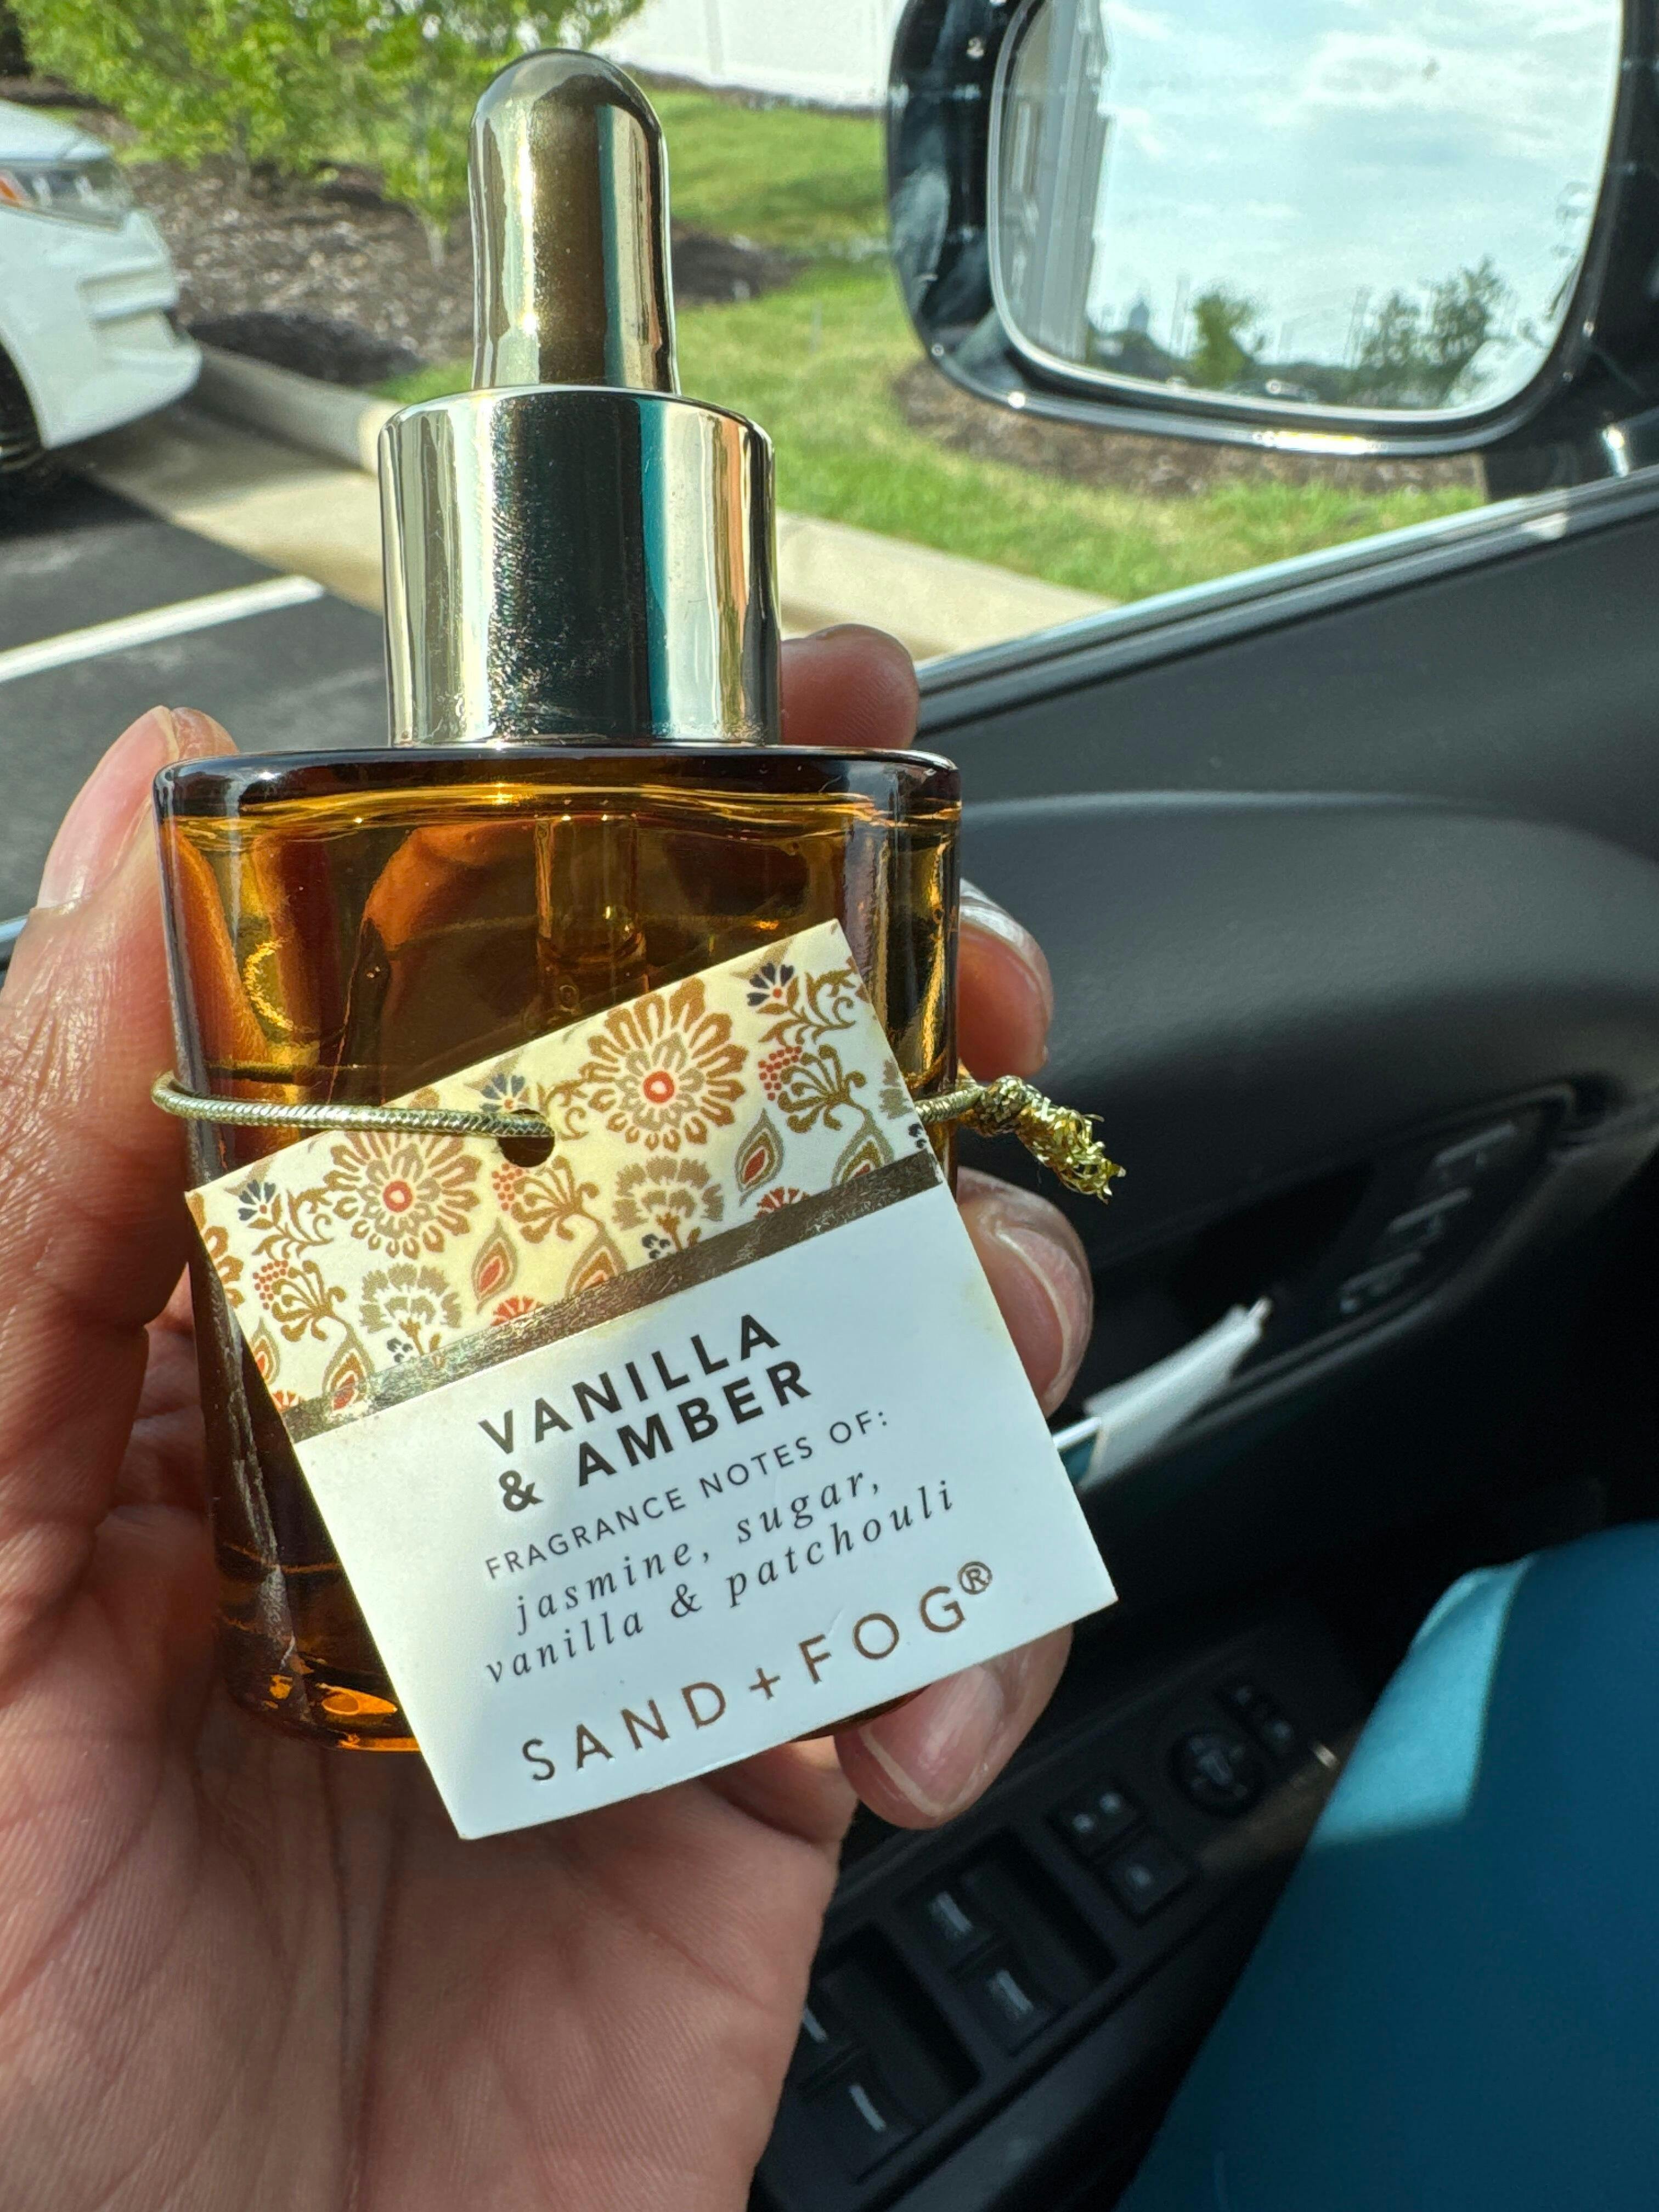 VANILLA
& AMBER
FRAGRANCE NOTES OF:
jasmine, sugar,
vanilla & patchouli
SAND + FOG®